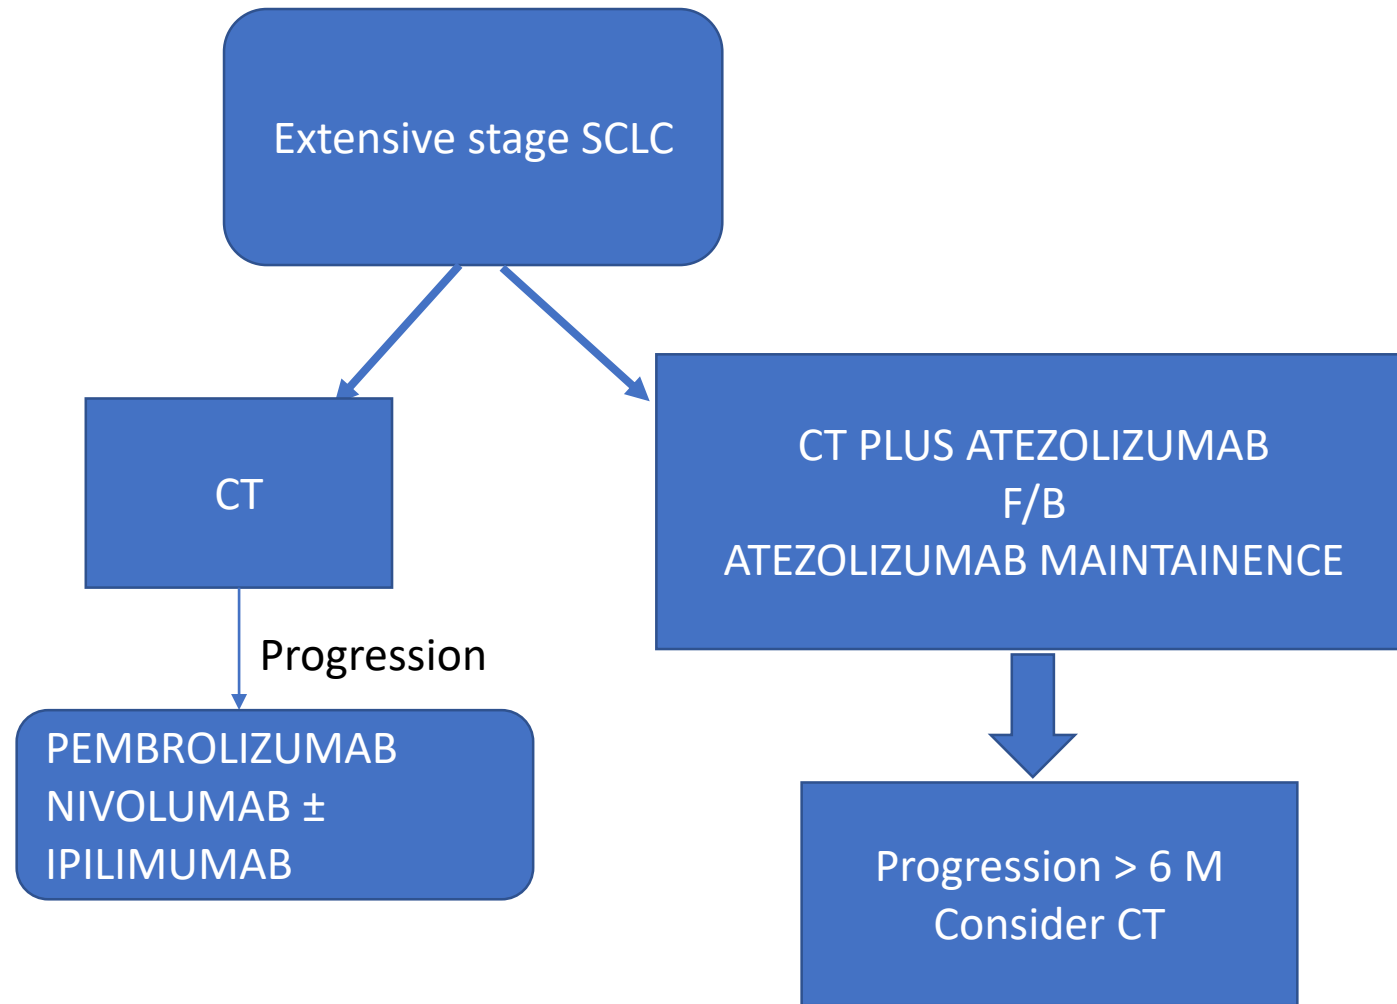 Extensive stage SCLC
CT
CT PLUS ATEZOLIZUMAB
F/B
ATEZOLIZUMAB MAINTAINENCE
Progression
PEMBROLIZUMAB
NIVOLUMAB ±
IPILIMUMAB
Progression > 6 M
Consider CT